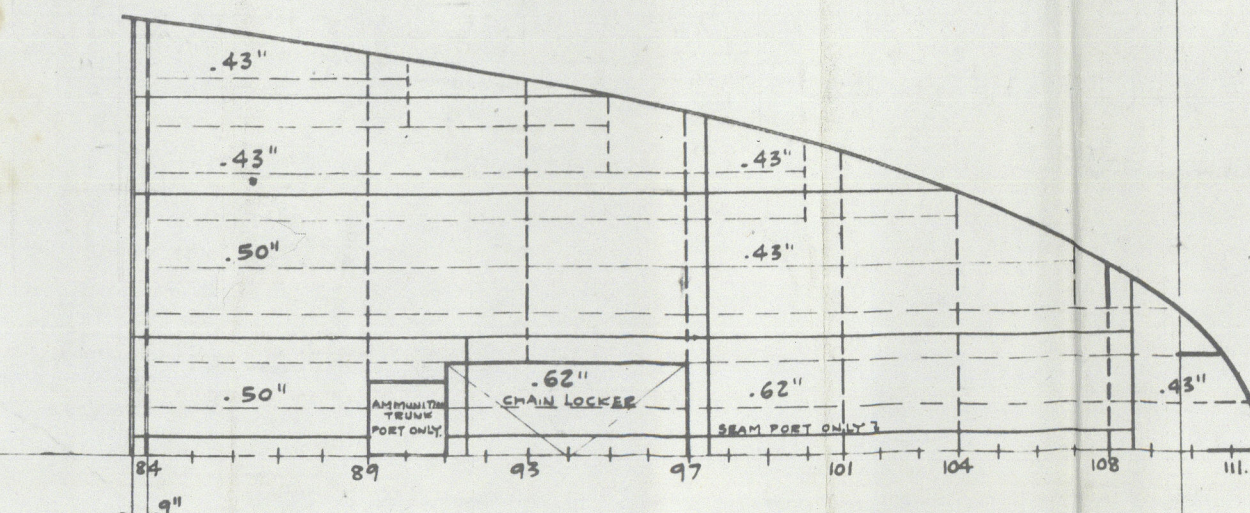 .43"
.43" .43"
.50" .43"
.50" .62" .62" .43"
AMMUNITION
TRUNK
PORT ONLY.
CHAIN LOCKER
SEAM PORT ONLY
84 89 93 97 101 104 108 111.
9"